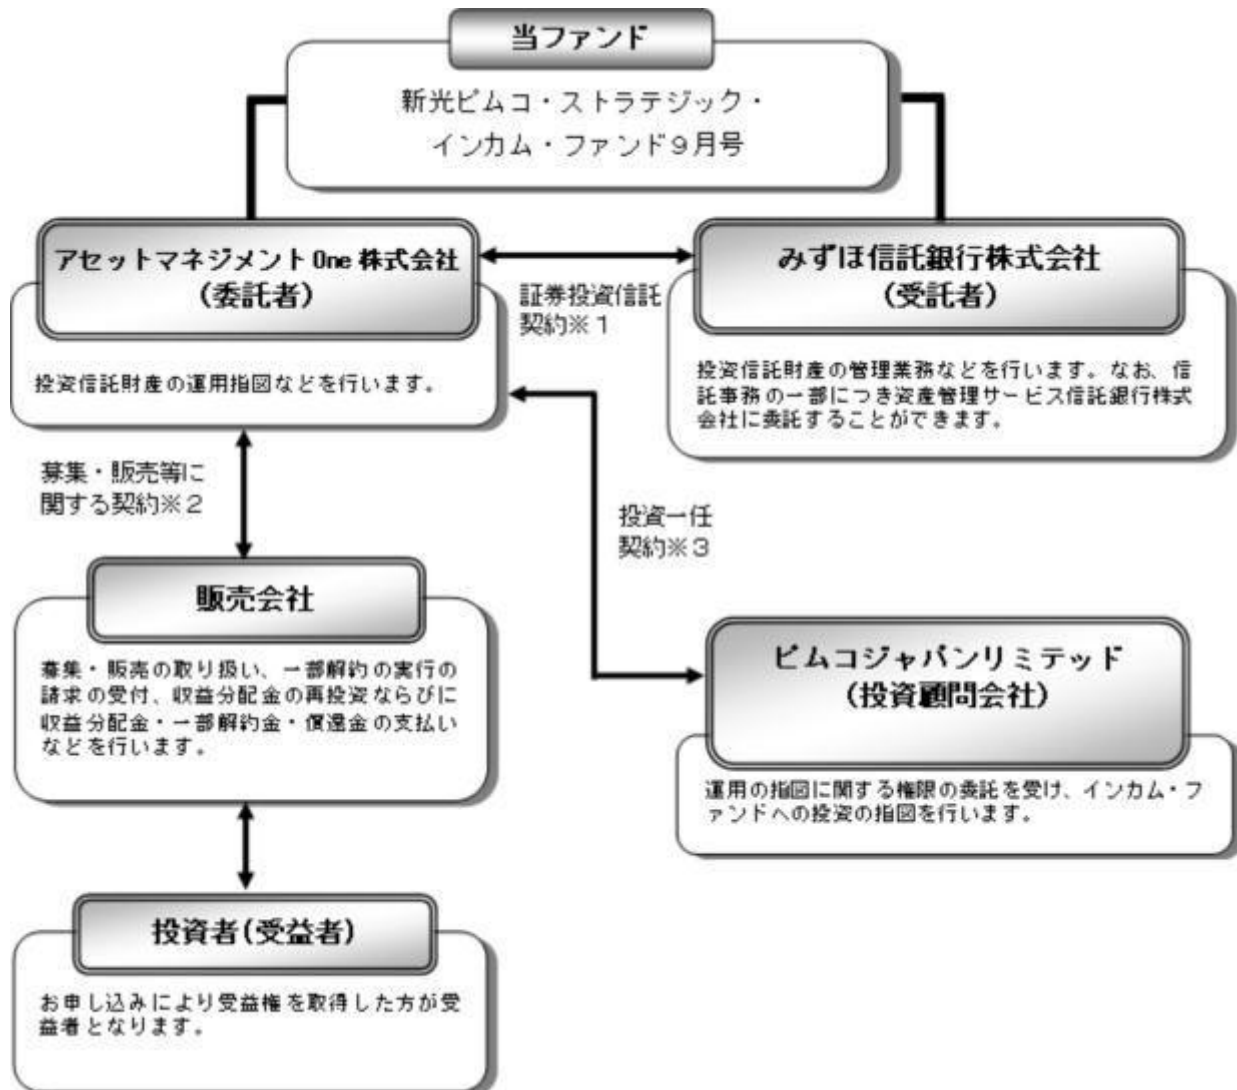 当ファンド
新光ピムコ・ストラテジック・
インカム・ファンド9月号
アセットマネジメントOne株式会社
(委託者)
投資信託財産の運用指図などを行います。
証券投資信託
契約※1
みずほ信託銀行株式会社
(受託者)
投資信託財産の管理業務などを行います。なお、信
託事務の一部につき資産管理サービス信託銀行株式
会社に委託することができます。
募集・販売等に
関する契約※2
投資一任
契約※3
販売会社
募集・販売の取り扱い、一部解約の実行の
請求の受付、収益分配金の再投資ならびに
収益分配金・一部解約金・償還金の支払い
などを行います。
ピムコジャパンリミテッド
(投資顧問会社)
運用の指図に関する権限の委託を受け、インカム・フ
ァンドへの投資の指図を行います。
投資者(受益者)
お申し込みにより受益権を取得した方が受
益者となります。